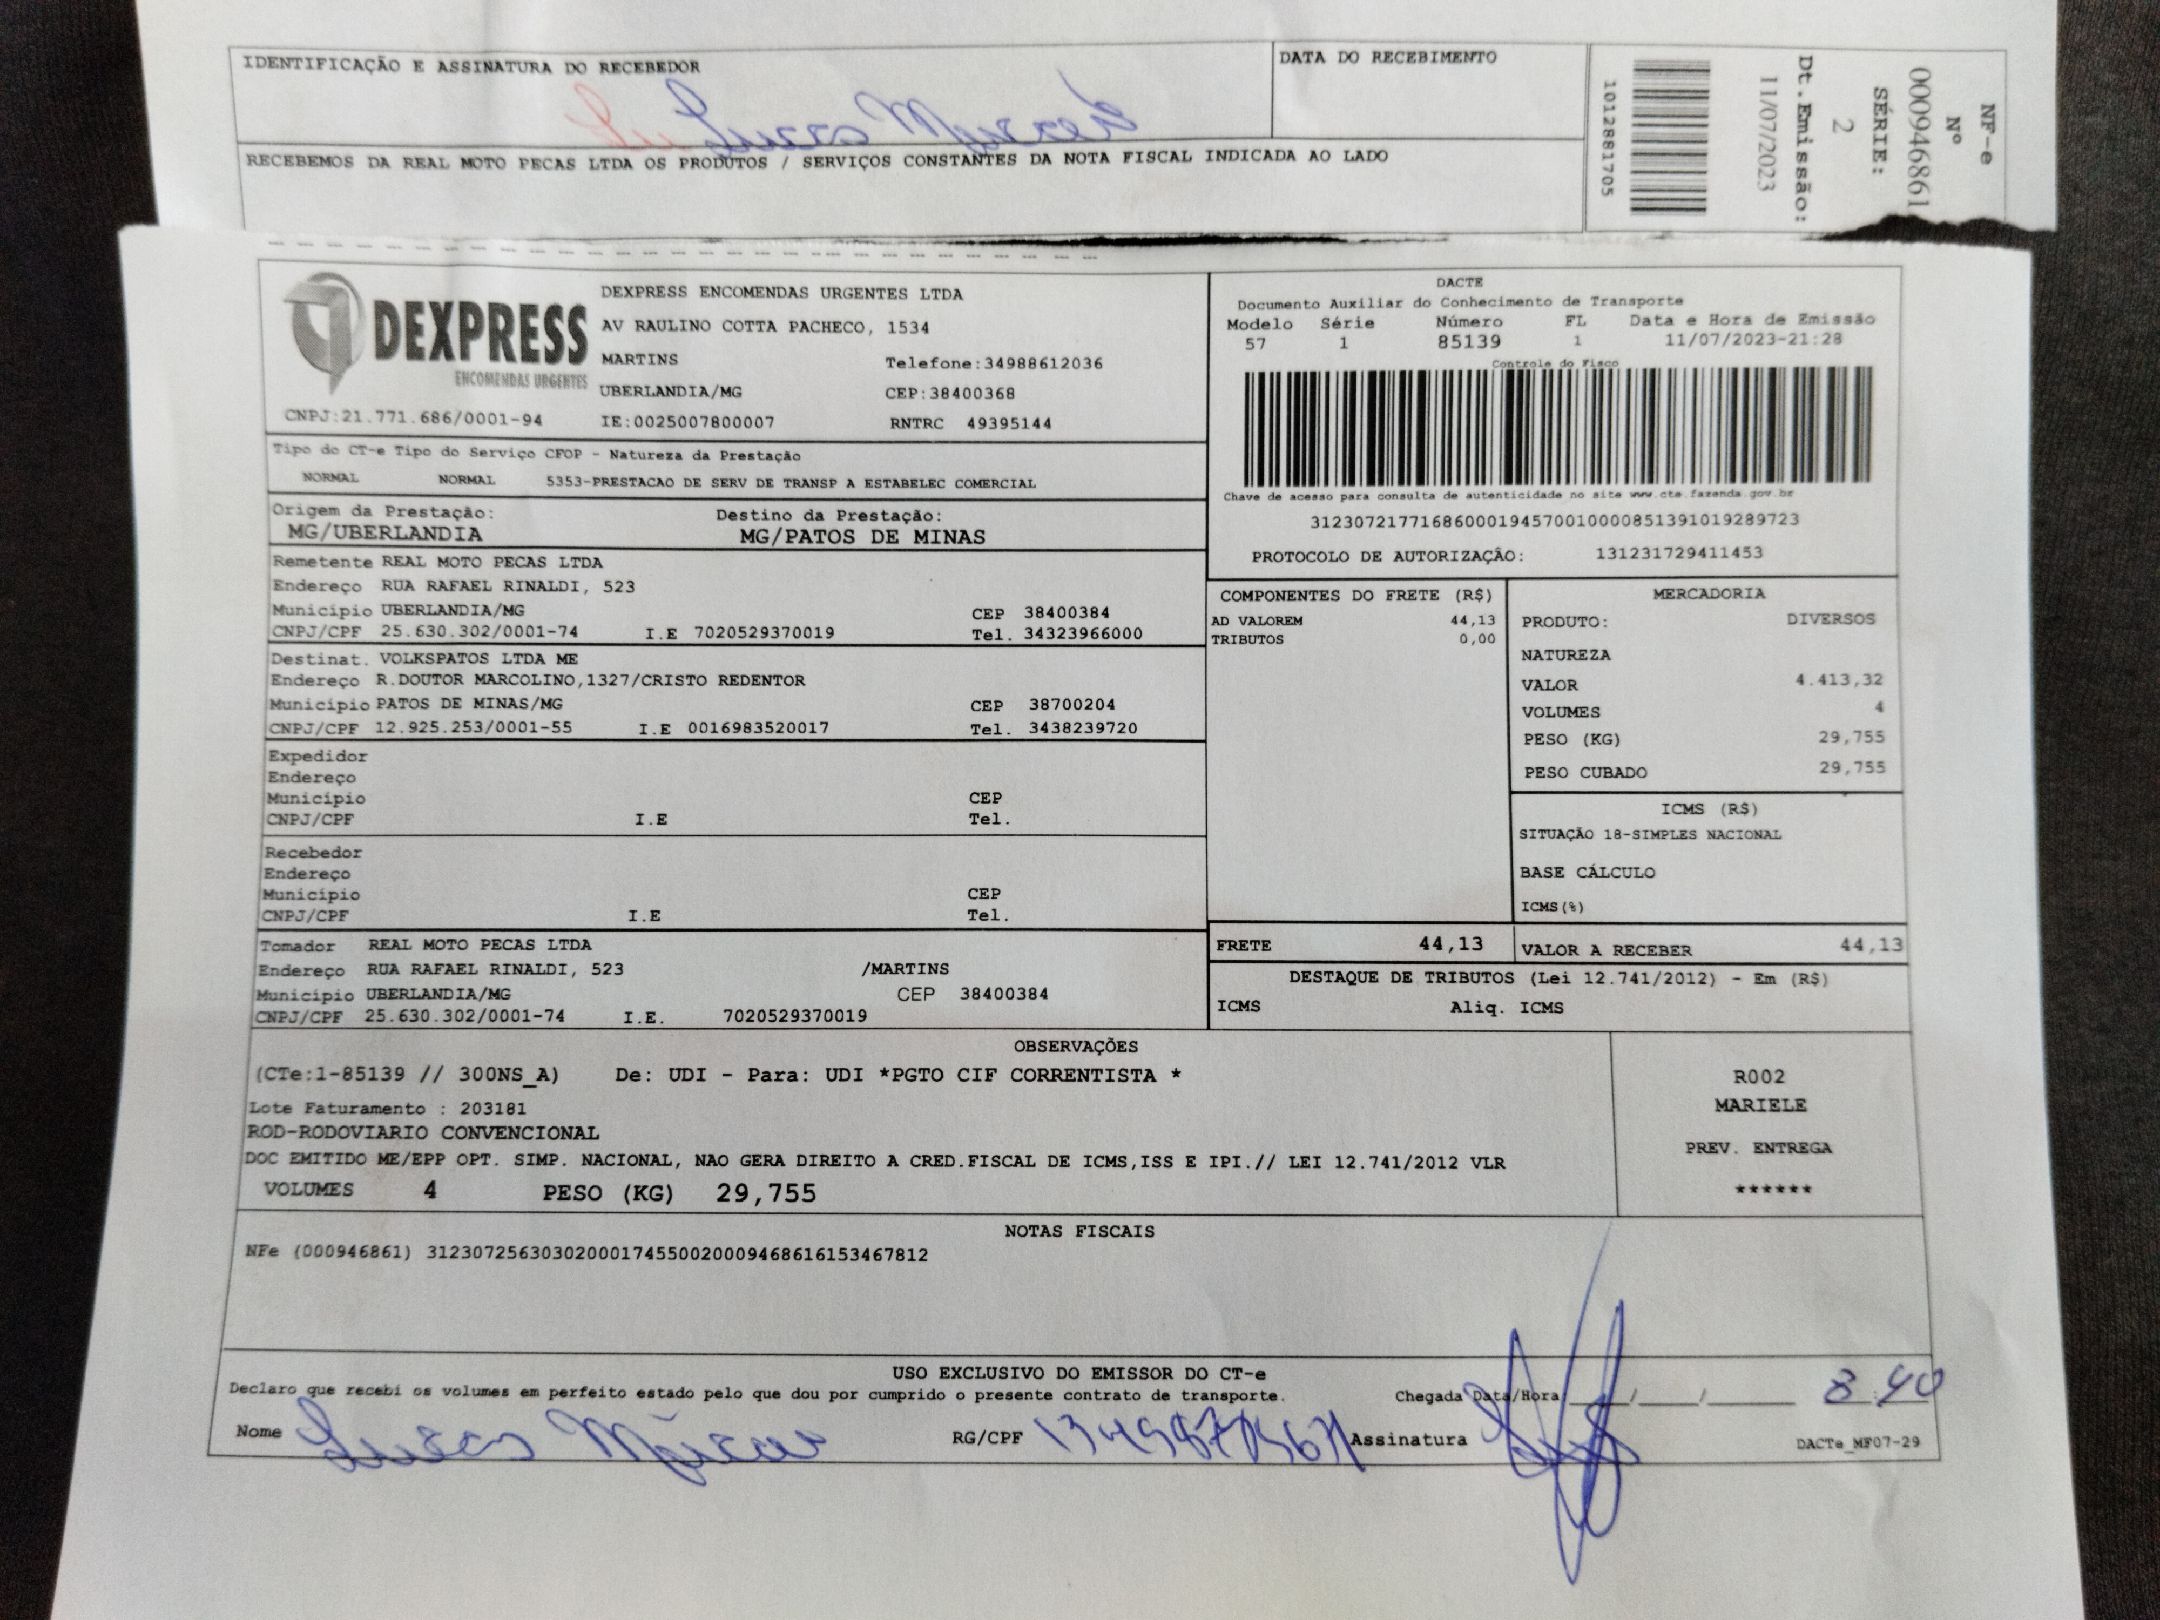 IDENTIFICAÇÃO E ASSINATURA DO RECEBEDOR
DATA DO RECEBIMENTO
Lu Lucas
RECEBEMOS DA REAL MOTO PECAS LTDA OS PRODUTOS / SERVIÇOS CONSTANTES DA NOTA FISCAL INDICADA AO LADO
NF-e
Nº
000946861
SÉRIE:
2
Dt.Emissão:
11/07/2023
1012881705
DEXPRESS
ENCOMENDAS URGENTES
CNPJ:21.771.686/0001-94
DEXPRESS ENCOMENDAS URGENTES LTDA
AV RAULINO COTTA PACHECO, 1534
MARTINS Telefone:34988612036
UBERLANDIA/MG CEP:38400368
IE:0025007800007 RNTRC 49395144
DACTE
Documento Auxiliar do Conhecimento de Transporte
Modelo Série Número FL Data e Hora de Emissão
57 1 85139 1 11/07/2023-21:28
Controle do Fisco
Chave de acesso para consulta de autenticidade no site www.cte.fazenda.gov.br
31230721771686000194570010000851391019289723
PROTOCOLO DE AUTORIZAÇÃO: 131231729411453
Tipo do CT-e Tipo do Serviço CFOP - Natureza da Prestação
NORMAL NORMAL 5353-PRESTACAO DE SERV DE TRANSP A ESTABELEC COMERCIAL
Origem da Prestação: Destino da Prestação:
MG/UBERLANDIA MG/PATOS DE MINAS
Remetente REAL MOTO PECAS LTDA
Endereço RUA RAFAEL RINALDI, 523
Município UBERLANDIA/MG CEP 38400384
CNPJ/CPF 25.630.302/0001-74 I.E 7020529370019 Tel. 34323966000
Destinat. VOLKSPATOS LTDA ME
Endereço R.DOUTOR MARCOLINO,1327/CRISTO REDENTOR
Município PATOS DE MINAS/MG CEP 38700204
CNPJ/CPF 12.925.253/0001-55 I.E 0016983520017 Tel. 3438239720
Expedidor
Endereço
Município CEP
CNPJ/CPF I.E Tel.
Recebedor
Endereço
Município CEP
CNPJ/CPF I.E Tel.
Tomador REAL MOTO PECAS LTDA
Endereço RUA RAFAEL RINALDI, 523 /MARTINS
Município UBERLANDIA/MG CEP 38400384
CNPJ/CPF 25.630.302/0001-74 I.E. 7020529370019
COMPONENTES DO FRETE (R$)
AD VALOREM 44,13
TRIBUTOS 0,00
MERCADORIA
PRODUTO: DIVERSOS
NATUREZA
VALOR 4.413,32
VOLUMES 4
PESO (KG) 29,755
PESO CUBADO 29,755
ICMS (R$)
SITUAÇÃO 18-SIMPLES NACIONAL
BASE CÁLCULO
ICMS(%)
FRETE 44,13 VALOR A RECEBER 44,13
DESTAQUE DE TRIBUTOS (Lei 12.741/2012) - Em (R$)
ICMS Aliq. ICMS
OBSERVAÇÕES
(CTe:1-85139 // 300NS_A) De: UDI - Para: UDI *PGTO CIF CORRENTISTA *
Lote Faturamento : 203181
ROD-RODOVIARIO CONVENCIONAL
DOC EMITIDO ME/EPP OPT. SIMP. NACIONAL, NAO GERA DIREITO A CRED.FISCAL DE ICMS,ISS E IPI.// LEI 12.741/2012 VLR
VOLUMES 4 PESO (KG) 29,755
R002
MARIELE
PREV. ENTREGA
******
NOTAS FISCAIS
NFe (000946861) 31230725630302000174550020009468616153467812
USO EXCLUSIVO DO EMISSOR DO CT-e
Declaro que recebi os volumes em perfeito estado pelo que dou por cumprido o presente contrato de transporte.
Chegada Data/Hora ___/___/_____ 8:40
Nome Lucas RG/CPF Assinatura
DACTe_MF07-29